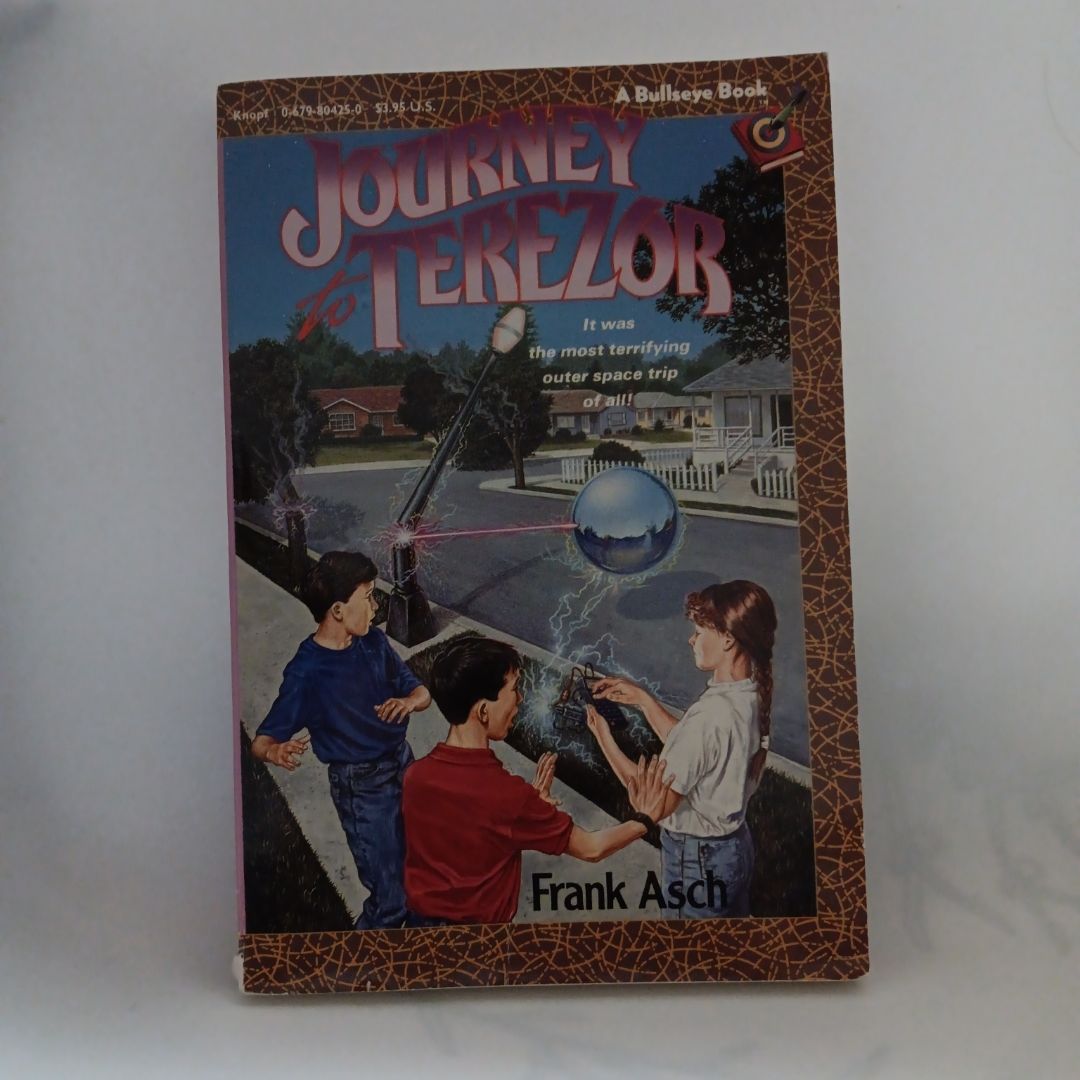 Knopf 0-679-80425-0 $3.95 U.S.
A Bullseye Book
JOURNEY
to TEREZOR
It was
the most terrifying
outer space trip
of all!
Frank Asch